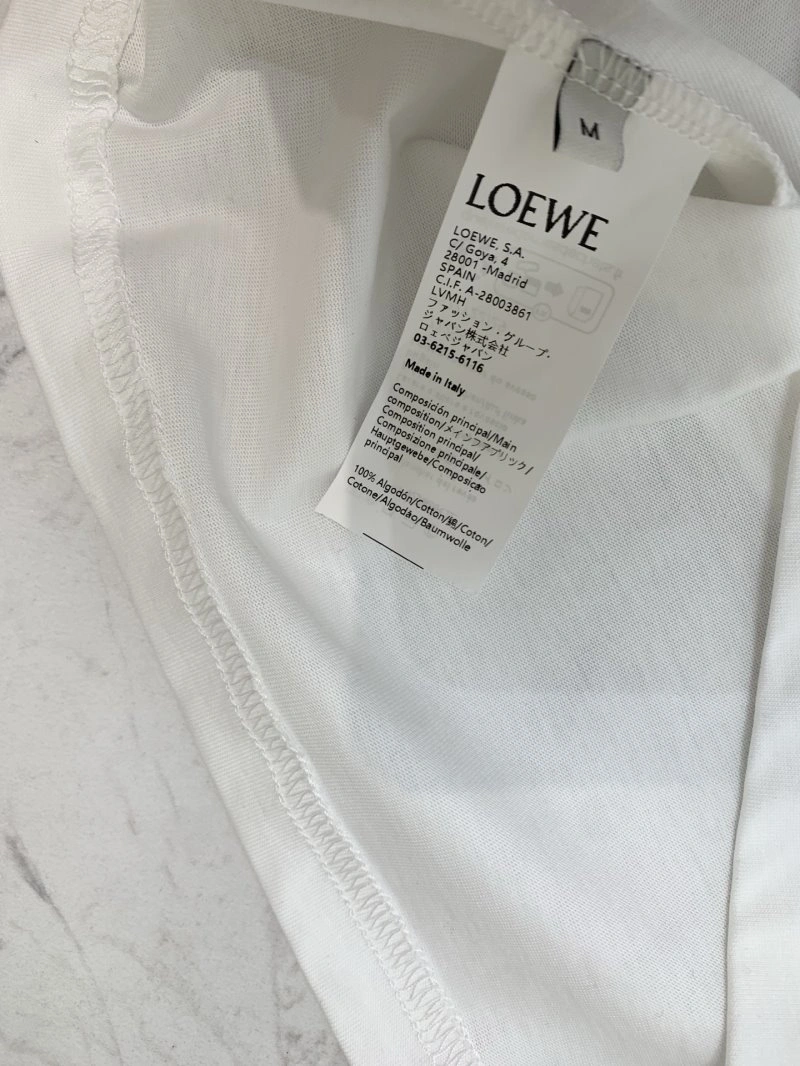 M
LOEWE
LOEWE, S.A.
C/ Goya, 4
28001 -Madrid
SPAIN
C.I.F. A-28003861
LVMH
ファッション・グループ・
ジャパン株式会社
ロエベジャパン
03-6215-6116
Made in Italy
Composición principal/Main
composition/メインファブリック/
Composition principal/
Composizione principale/
Hauptgewebe/Composiçao
principal
100% Algodón/Cotton/綿/Coton/
Cotone/Algodão/Baumwolle